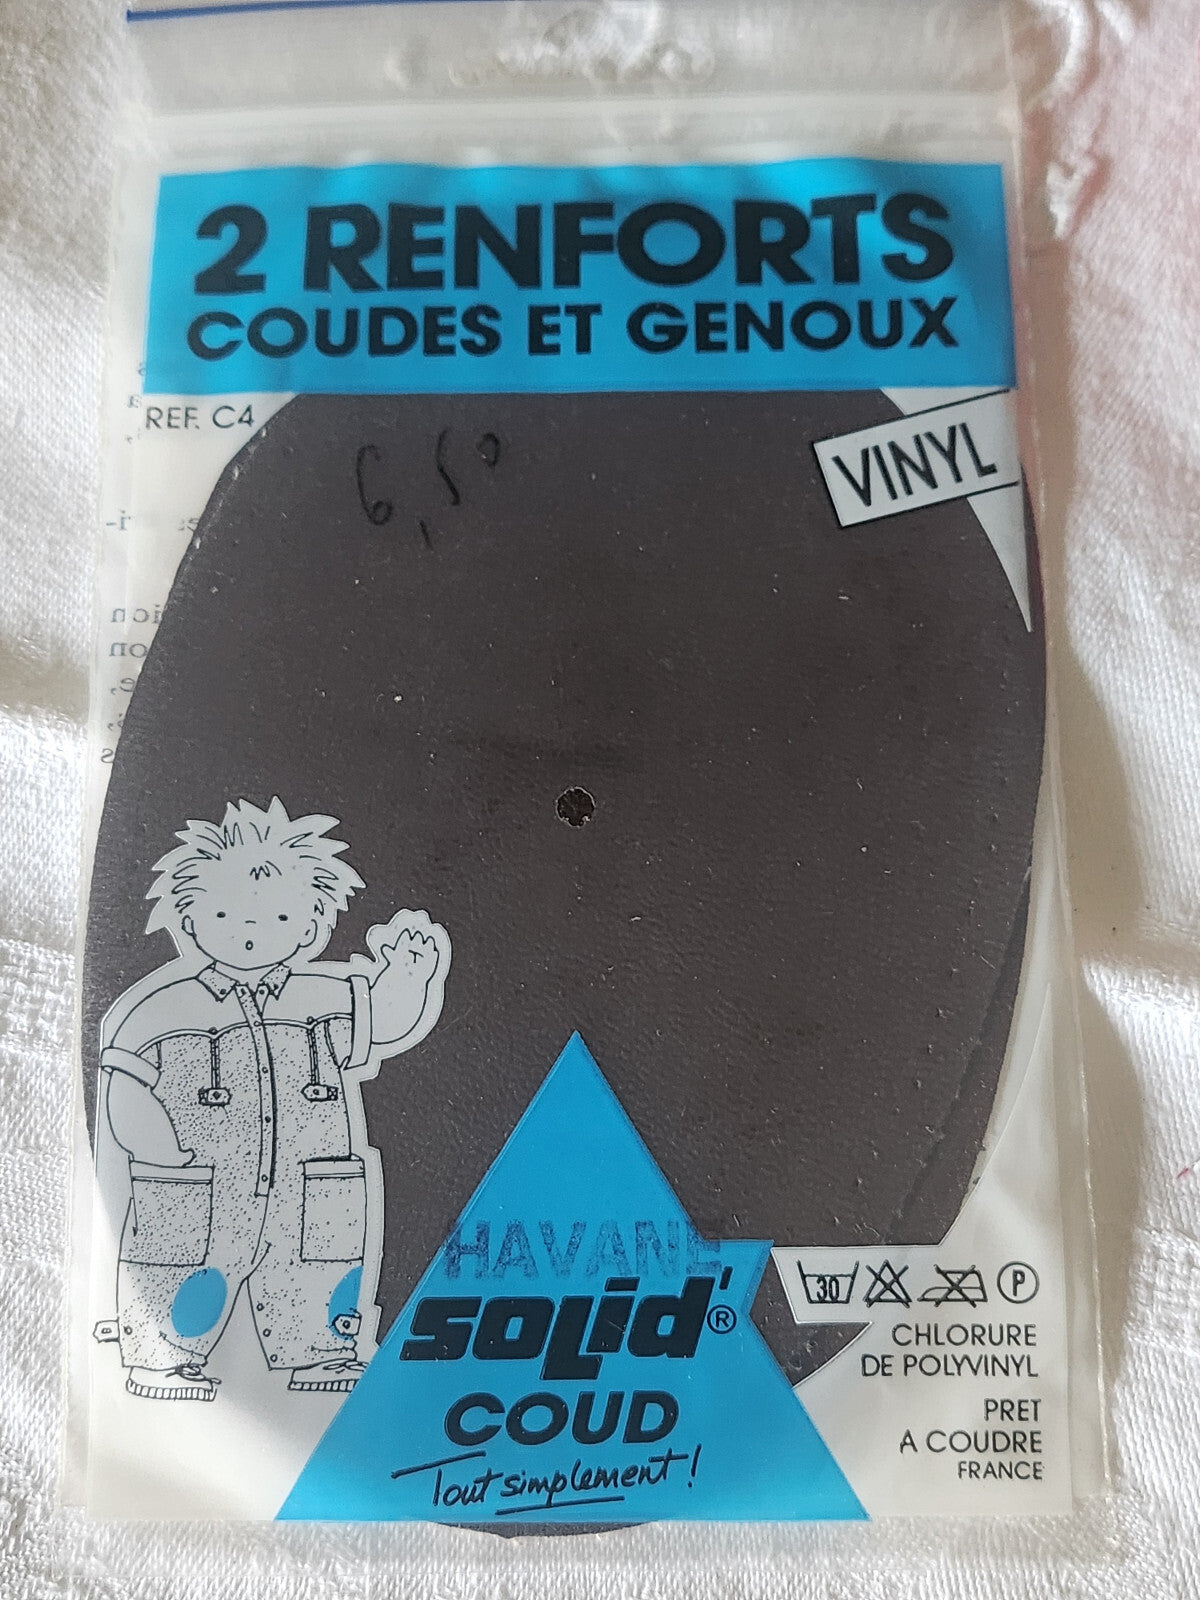 2 RENFORTS
COUDES ET GENOUX
REF. C4
6,50
VINYL
HAVANE
soLid'®
COUD
Tout simplement!
30
P
CHLORURE
DE POLYVINYL
PRET
A COUDRE
FRANCE